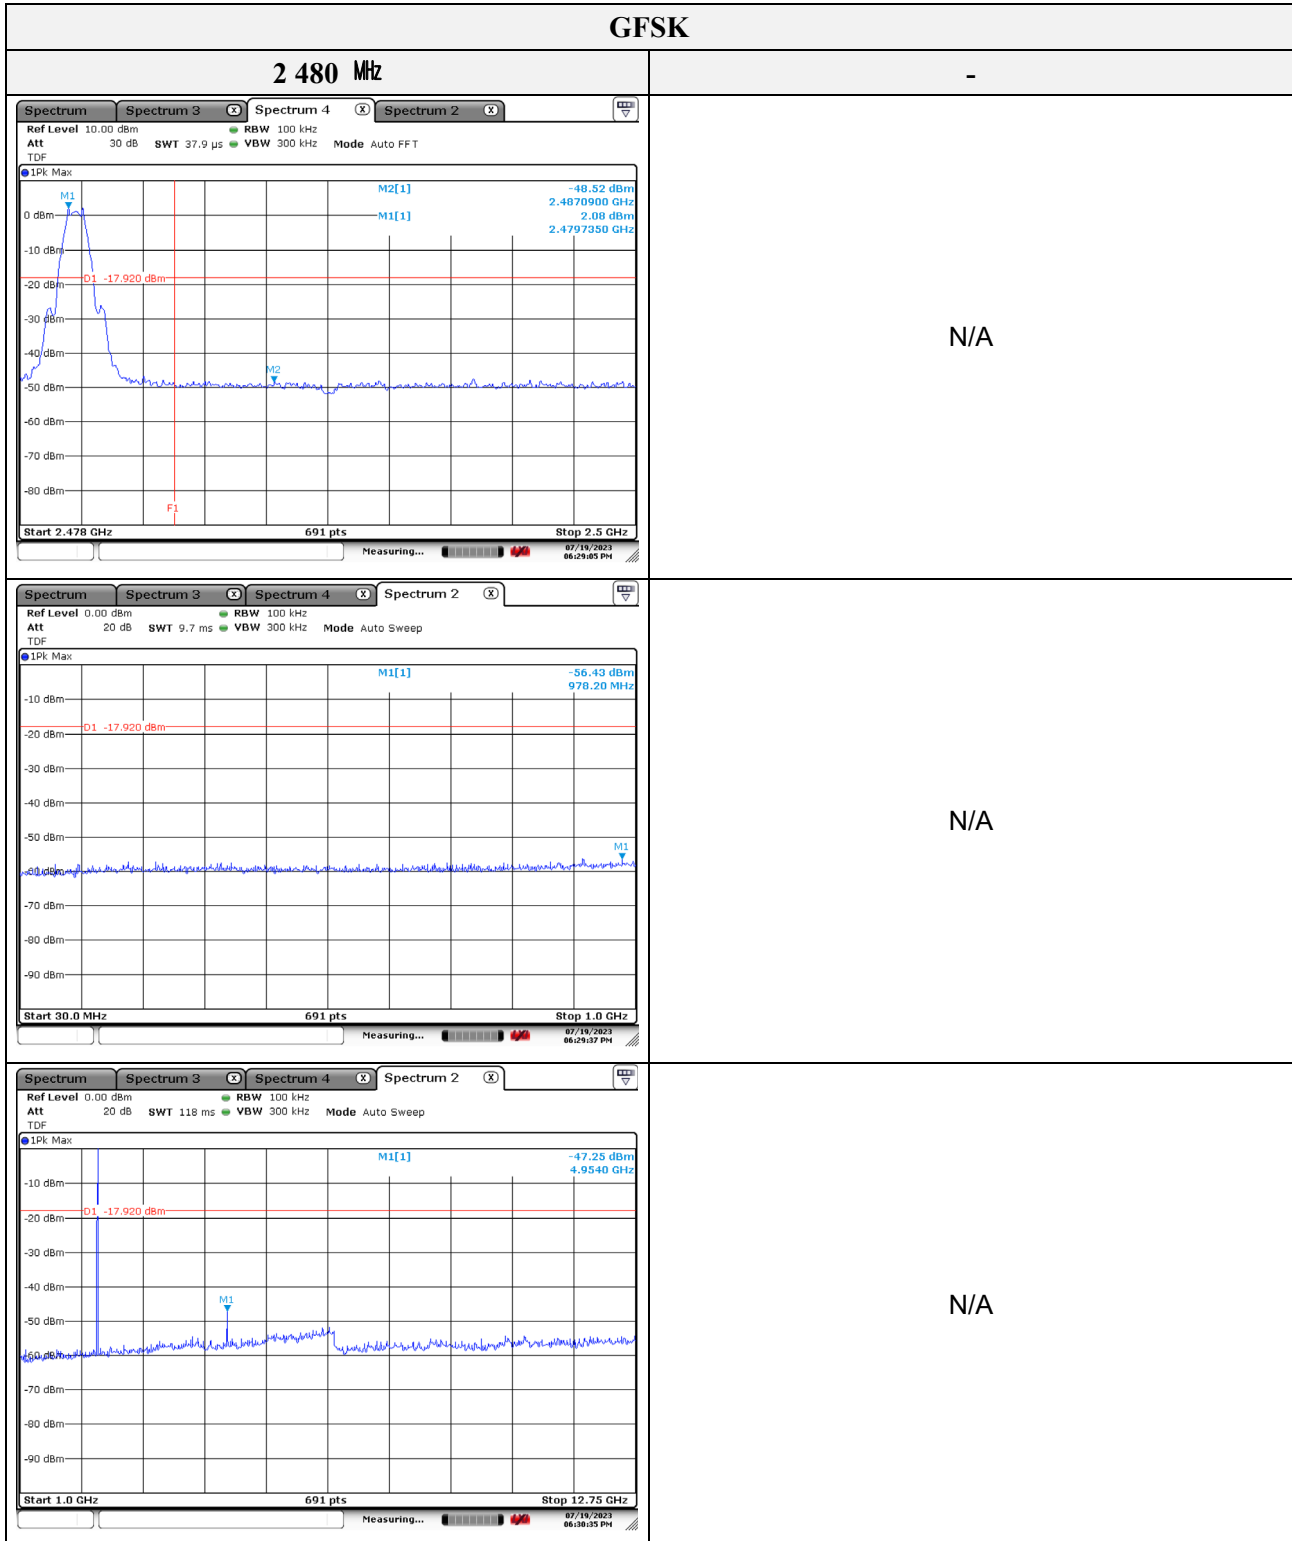 GFSK
2 480 ㎒
-
Spectrum Spectrum 3 X Spectrum 4 X Spectrum 2 X
Ref Level 10.00 dBm RBW 100 kHz
Att 30 dB SWT 37.9 µs VBW 300 kHz Mode Auto FFT
TDF
1Pk Max
M2[1] -48.52 dBm
2.4870900 GHz
M1[1] 2.08 dBm
2.4797350 GHz
M1
0 dBm
-10 dBm
D1 -17.920 dBm
-20 dBm
-30 dBm
-40 dBm
M2
-50 dBm
-60 dBm
-70 dBm
-80 dBm
F1
Start 2.478 GHz 691 pts Stop 2.5 GHz
Measuring... 07/19/2023
06:29:05 PM
N/A
Spectrum Spectrum 3 X Spectrum 4 X Spectrum 2 X
Ref Level 0.00 dBm RBW 100 kHz
Att 20 dB SWT 9.7 ms VBW 300 kHz Mode Auto Sweep
TDF
1Pk Max
M1[1] -56.43 dBm
978.20 MHz
-10 dBm
D1 -17.920 dBm
-20 dBm
-30 dBm
-40 dBm
-50 dBm
M1
-60 dBm
-70 dBm
-80 dBm
-90 dBm
Start 30.0 MHz 691 pts Stop 1.0 GHz
Measuring... 07/19/2023
06:29:37 PM
N/A
Spectrum Spectrum 3 X Spectrum 4 X Spectrum 2 X
Ref Level 0.00 dBm RBW 100 kHz
Att 20 dB SWT 118 ms VBW 300 kHz Mode Auto Sweep
TDF
1Pk Max
M1[1] -47.25 dBm
4.9540 GHz
-10 dBm
D1 -17.920 dBm
-20 dBm
-30 dBm
-40 dBm
M1
-50 dBm
-60 dBm
-70 dBm
-80 dBm
-90 dBm
Start 1.0 GHz 691 pts Stop 12.75 GHz
Measuring... 07/19/2023
06:30:35 PM
N/A